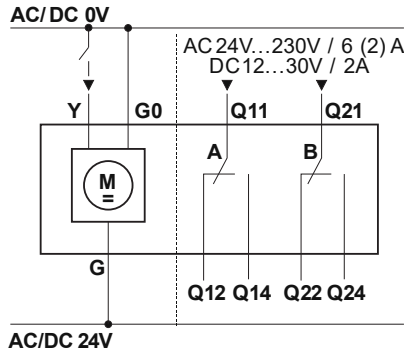 AC/DC 0V
AC 24V...230V / 6 (2) A
DC 12...30V / 2A
Y G0 Q11 Q21
A B
M
=
G
Q12 Q14 Q22 Q24
AC/DC 24V